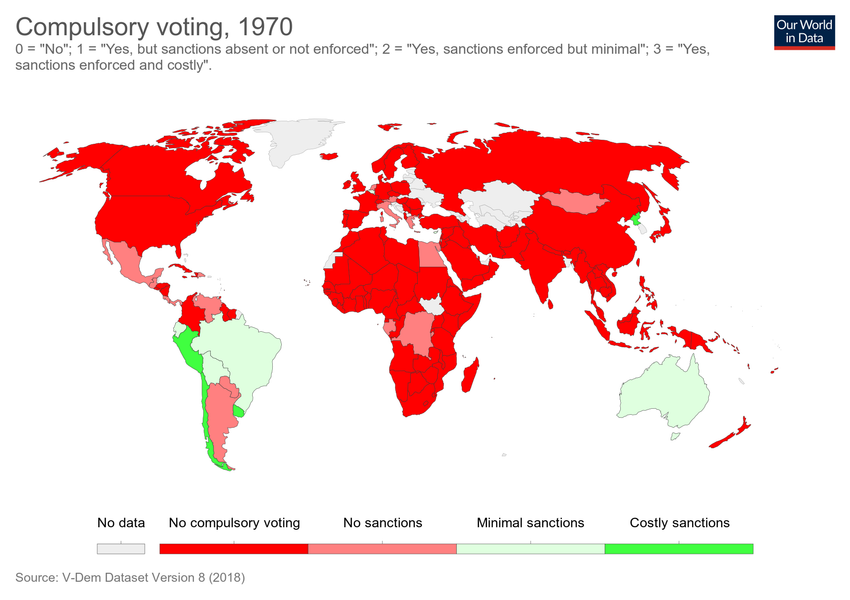 Compulsory voting, 1970
0 = "No"; 1 = "Yes, but sanctions absent or not enforced"; 2 = "Yes, sanctions enforced but minimal"; 3 = "Yes,
sanctions enforced and costly".
Our World
in Data
No data
No compulsory voting
No sanctions
Minimal sanctions
Costly sanctions
Source: V-Dem Dataset Version 8 (2018)